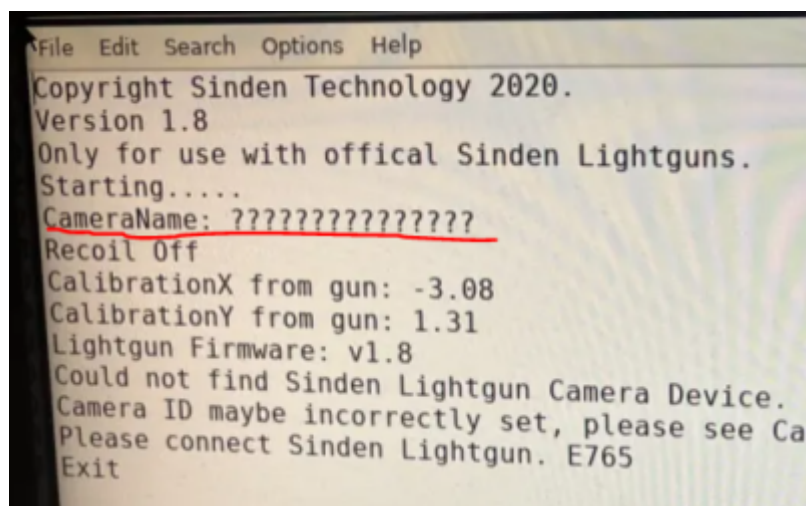 File Edit Search Options Help
Copyright Sinden Technology 2020.
Version 1.8
Only for use with offical Sinden Lightguns.
Starting.....
CameraName: ???????????????
Recoil Off
CalibrationX from gun: -3.08
CalibrationY from gun: 1.31
Lightgun Firmware: v1.8
Could not find Sinden Lightgun Camera Device.
Camera ID maybe incorrectly set, please see Ca
Please connect Sinden Lightgun. E765
Exit